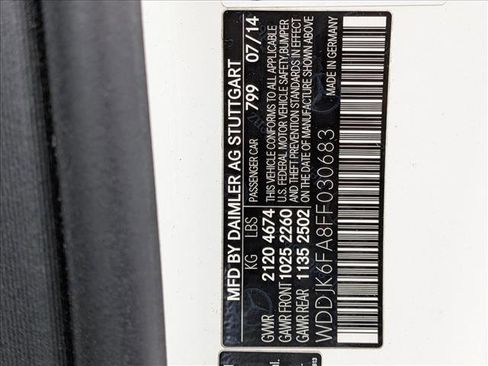 MFD BY DAIMLER AG STUTTGART
KG LBS PASSENGER CAR 799 07/14
GVWR 2120 4674 THIS VEHICLE CONFORMS TO ALL APPLICABLE
GAWR FRONT 1025 2260 U.S. FEDERAL MOTOR VEHICLE SAFETY, BUMPER
AND THEFT PREVENTION STANDARDS IN EFFECT
GAWR REAR 1135 2502 ON THE DATE OF MANUFACTURE SHOWN ABOVE
WDDJK6FA8FF030683 MADE IN GERMANY